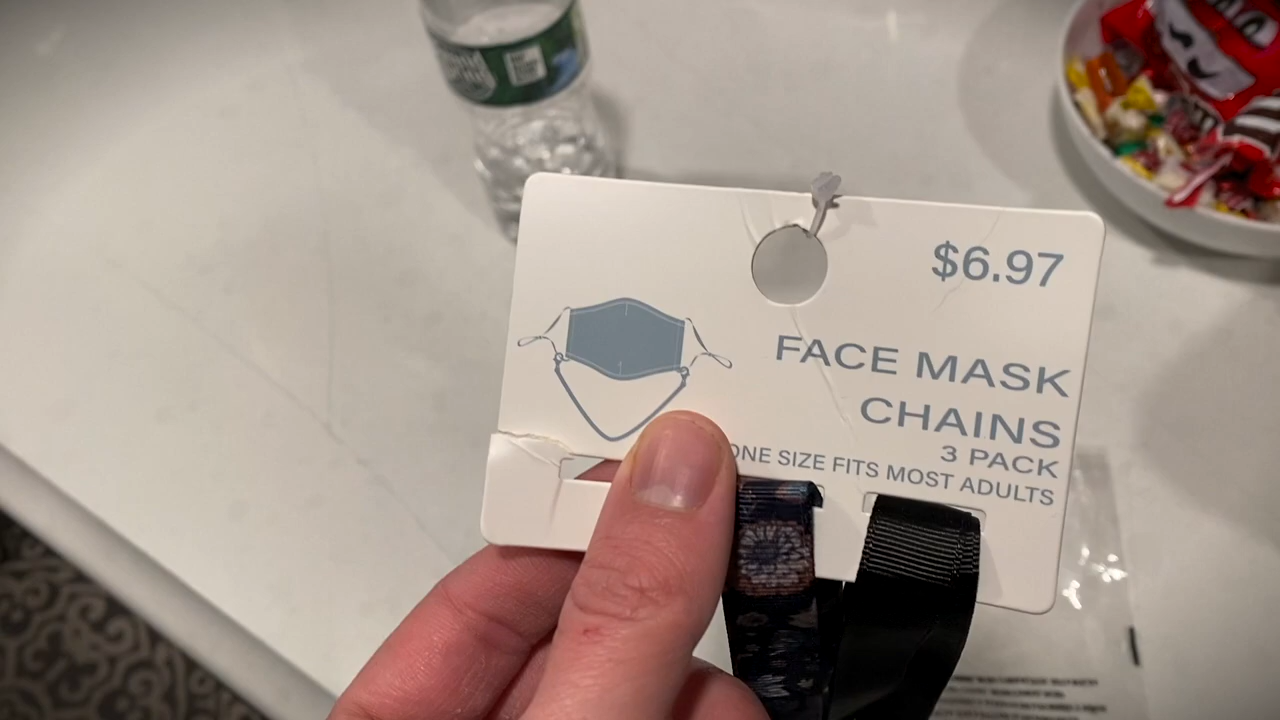 $6.97
FACE MASK
CHAINS
3 PACK
ONE SIZE FITS MOST ADULTS